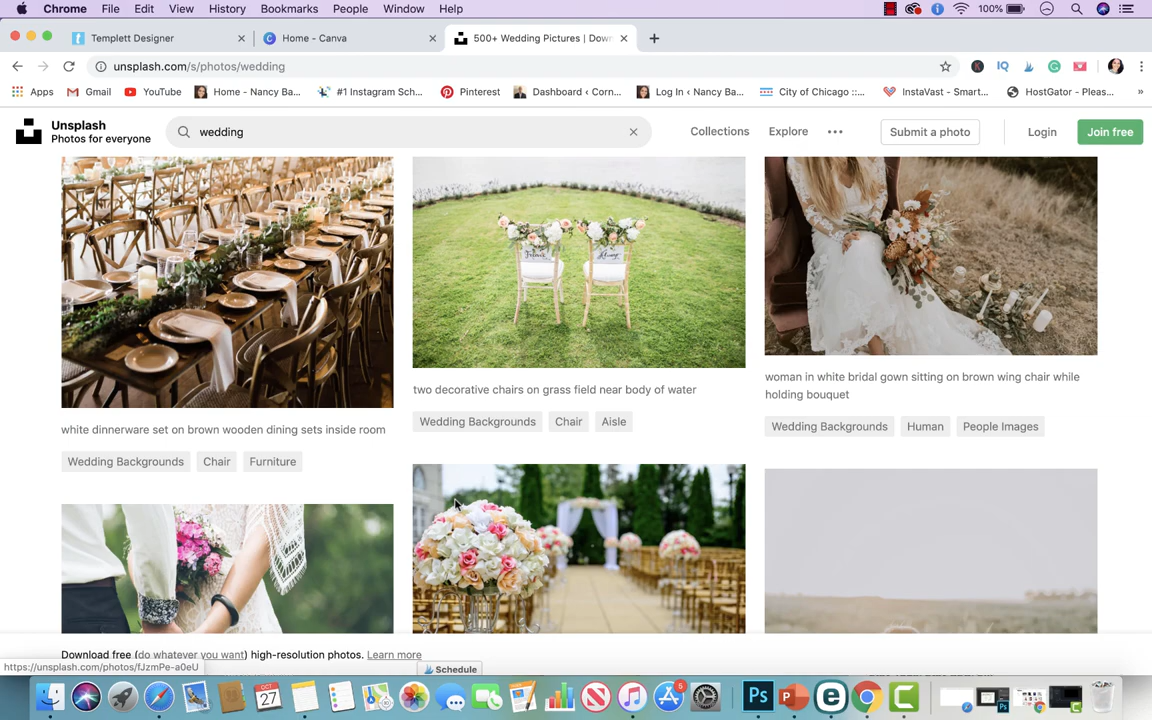 Chrome File Edit View History Bookmarks People Window Help 100%
Templett Designer Home - Canva 500+ Wedding Pictures | Down
unsplash.com/s/photos/wedding
Apps Gmail YouTube Home - Nancy Ba... #1 Instagram Sch... Pinterest Dashboard ‹ Corn... Log In ‹ Nancy Ba... City of Chicago ::... InstaVast - Smart... HostGator - Pleas... »
Unsplash
Photos for everyone
wedding
Collections Explore Submit a photo Login Join free
white dinnerware set on brown wooden dining sets inside room
Wedding Backgrounds Chair Furniture
two decorative chairs on grass field near body of water
Wedding Backgrounds Chair Aisle
woman in white bridal gown sitting on brown wing chair while
holding bouquet
Wedding Backgrounds Human People Images
Download free (do whatever you want) high-resolution photos. Learn more
https://unsplash.com/photos/fJzmPe-a0eU
Schedule
OCT
27
5
Ps